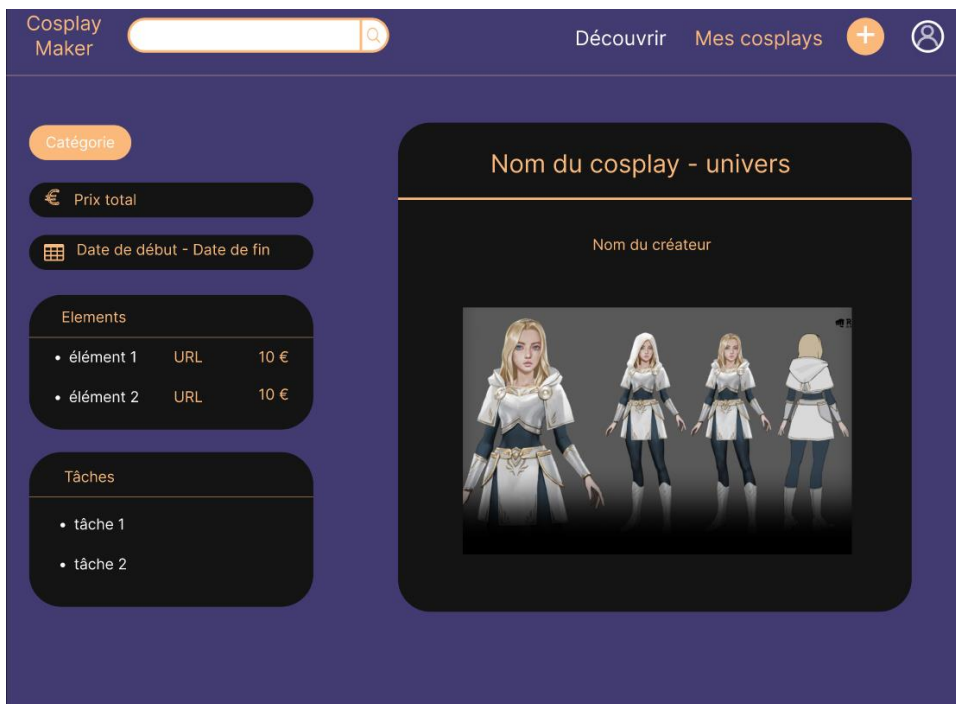 Cosplay
Maker
Découvrir
Mes cosplays
Catégorie
€ Prix total
Date de début - Date de fin
Elements
• élément 1 URL 10 €
• élément 2 URL 10 €
Tâches
• tâche 1
• tâche 2
Nom du cosplay - univers
Nom du créateur